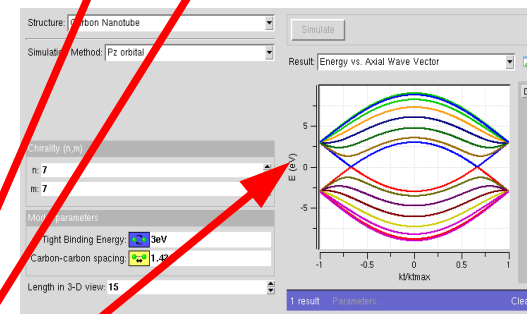 Structure: Carbon Nanotube
Simulation Method: Pz orbital
Chirality (n,m)
n: 7
m: 7
Model parameters
Tight Binding Energy: 3eV
Carbon-carbon spacing:
Length in 3-D view: 15
Simulate
Result: Energy vs. Axial Wave Vector
E (eV)
5
0
-5
-1 -0.5 0 0.5 1
kt/ktmax
1 result Parameters...